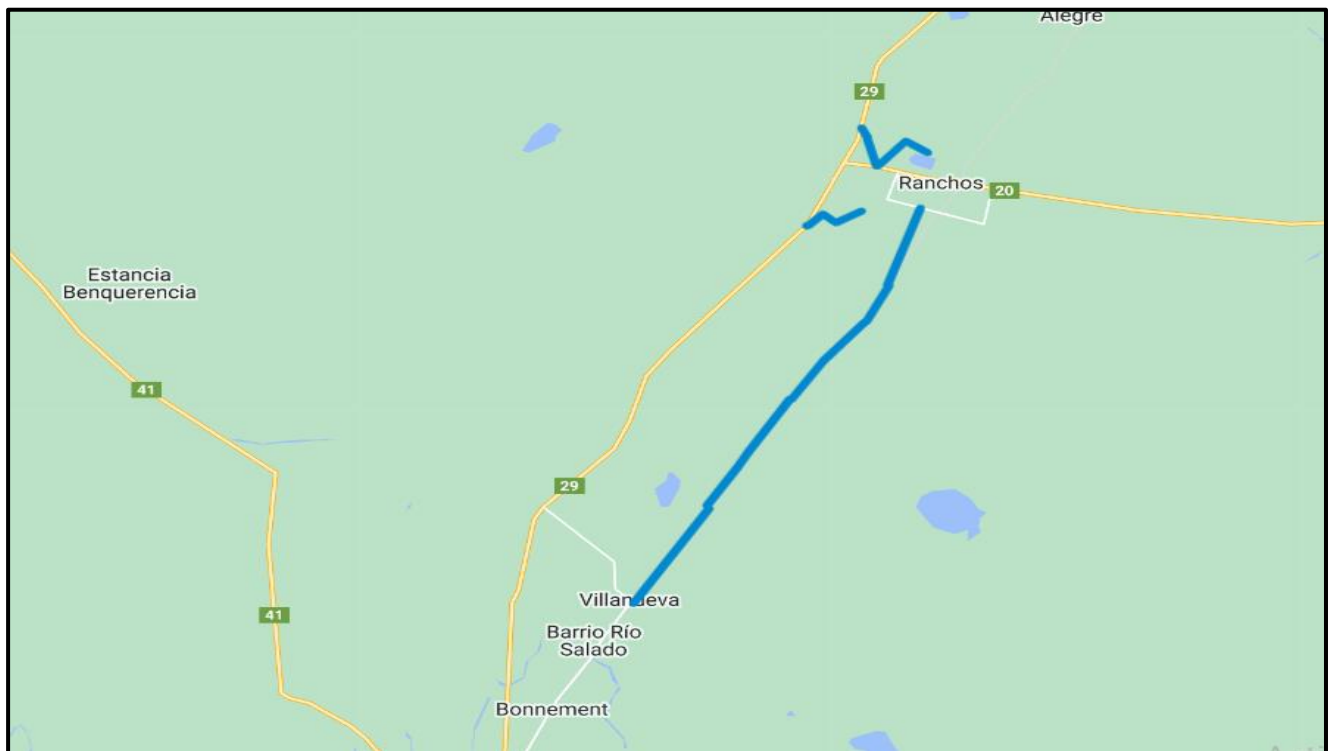 Alegre
29
Ranchos
20
Estancia
Benquerencia
41
29
Villanueva
41
Barrio Río
Salado
Bonnement